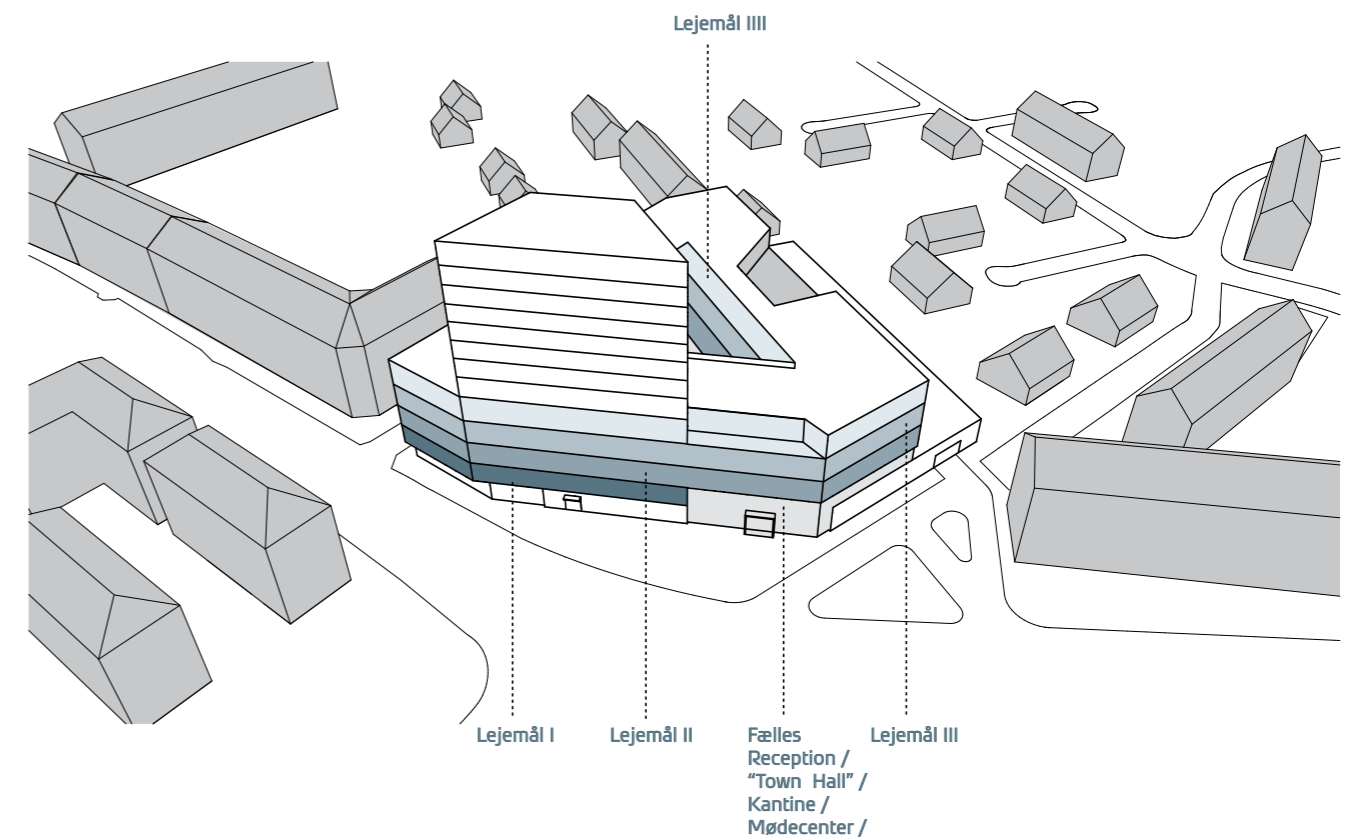 Lejemål IIII
Lejemål I
Lejemål II
Fælles
Reception /
“Town Hall” /
Kantine /
Mødecenter /
Lejemål III